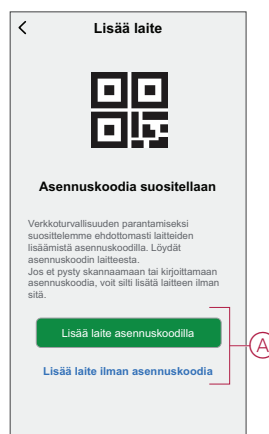 Lisää laite
Asennuskoodia suositellaan
Verkkoturvallisuuden parantamiseksi
suosittelemme ehdottomasti laitteiden
lisäämistä asennuskoodilla. Löydät
asennuskoodin laitteesta.
Jos et pysty skannaamaan tai kirjoittamaan
asennuskoodia, voit silti lisätä laitteen ilman
sitä.
Lisää laite asennuskoodilla
A
Lisää laite ilman asennuskoodia